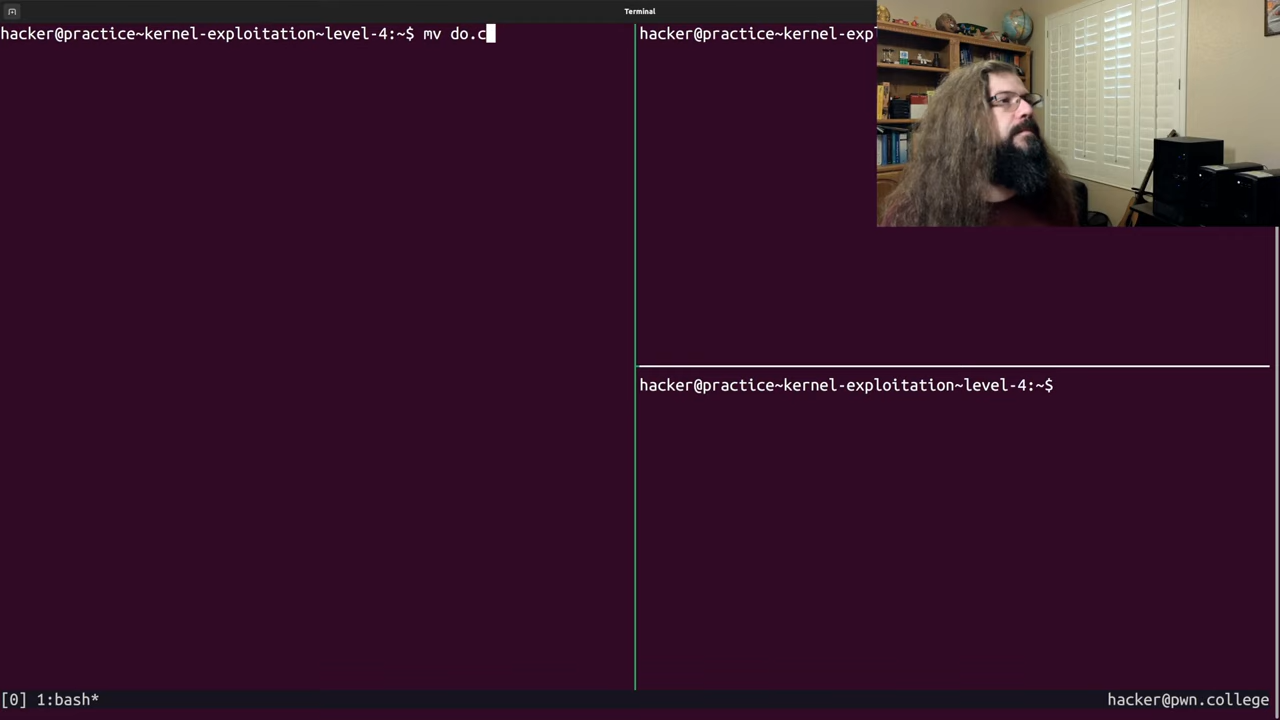 Terminal
hacker@practice~kernel-exploitation~level-4:~$ mv do.c
hacker@practice~kernel-exp
hacker@practice~kernel-exploitation~level-4:~$
[0] 1:bash*
hacker@pwn.college